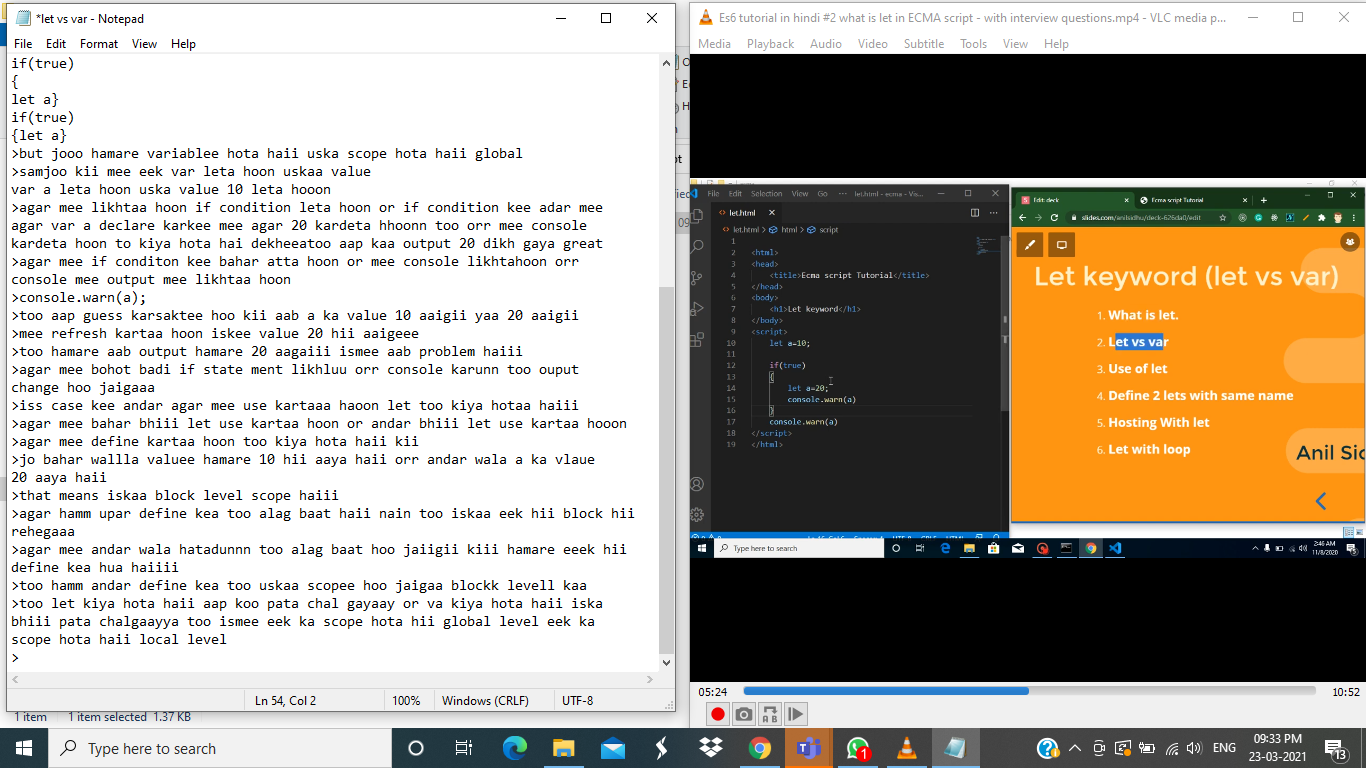 *let vs var - Notepad
File Edit Format View Help
if(true)
{
let a}
if(true)
{let a}
>but jooo hamare variablee hota haii uska scope hota haii global
>samjoo kii mee eek var leta hoon uskaa value
var a leta hoon uska value 10 leta hooon
>agar mee likhtaa hoon if condition leta hoon or if condition kee adar mee
agar var a declare karkee mee agar 20 kardeta hhoonn too orr mee console
kardeta hoon to kiya hota hai dekheeatoo aap kaa output 20 dikh gaya great
>agar mee if conditon kee bahar atta hoon or mee console likhtahoon orr
console mee output mee likhtaa hoon
>console.warn(a);
>too aap guess karsaktee hoo kii aab a ka value 10 aaigii yaa 20 aaigii
>mee refresh kartaa hoon iskee value 20 hii aaigeee
>too hamare aab output hamare 20 aagaiii ismee aab problem haiii
>agar mee bohot badi if state ment likhluu orr console karunn too ouput
change hoo jaigaaa
>iss case kee andar agar mee use kartaaa haoon let too kiya hotaa haiii
>agar mee bahar bhiii let use kartaa hoon or andar bhiii let use kartaa hooon
>agar mee define kartaa hoon too kiya hota haii kii
>jo bahar wallla valuee hamare 10 hii aaya haii orr andar wala a ka vlaue
20 aaya haii
>that means iskaa block level scope haiii
>agar hamm upar define kea too alag baat haii nain too iskaa eek hii block hii
rehegaaa
>agar mee andar wala hatadunnn too alag baat hoo jaiigii kiii hamare eeek hii
define kea hua haiiii
>too hamm andar define kea too uskaa scopee hoo jaigaa blockk levell kaa
>too let kiya hota haii aap koo pata chal gayaay or va kiya hota haii iska
bhiii pata chalgaayya too ismee eek ka scope hota hii global level eek ka
scope hota haii local level
>
Ln 54, Col 2 100% Windows (CRLF) UTF-8
1 item 1 item selected 1.37 KB
Es6 tutorial in hindi #2 what is let in ECMA script - with interview questions.mp4 - VLC media p...
Media Playback Audio Video Subtitle Tools View Help
File Edit Selection View Go ··· let.html - ecma - Vis...
let.html
let.html > html > script
1
2 <html>
3 <head>
4 <title>Ecma script Tutorial</title>
5 </head>
6 <body>
7 <h1>Let keyword</h1>
8 </body>
9 <script>
10 let a=10;
11
12 if(true)
13 {
14 let a=20;
15 console.warn(a)
16 }
17 console.warn(a)
18 </script>
19 </html>
Edit: deck Ecma script Tutorial
slides.com/anilsidhu/deck-626da0/edit
Let keyword (let vs var)
1. What is let.
2. Let vs var
3. Use of let
4. Define 2 lets with same name
5. Hosting With let
6. Let with loop
Anil Sid
Type here to search
2:46 AM
11/8/2020
05:24 10:52
Type here to search
ENG
09:33 PM
23-03-2021
13